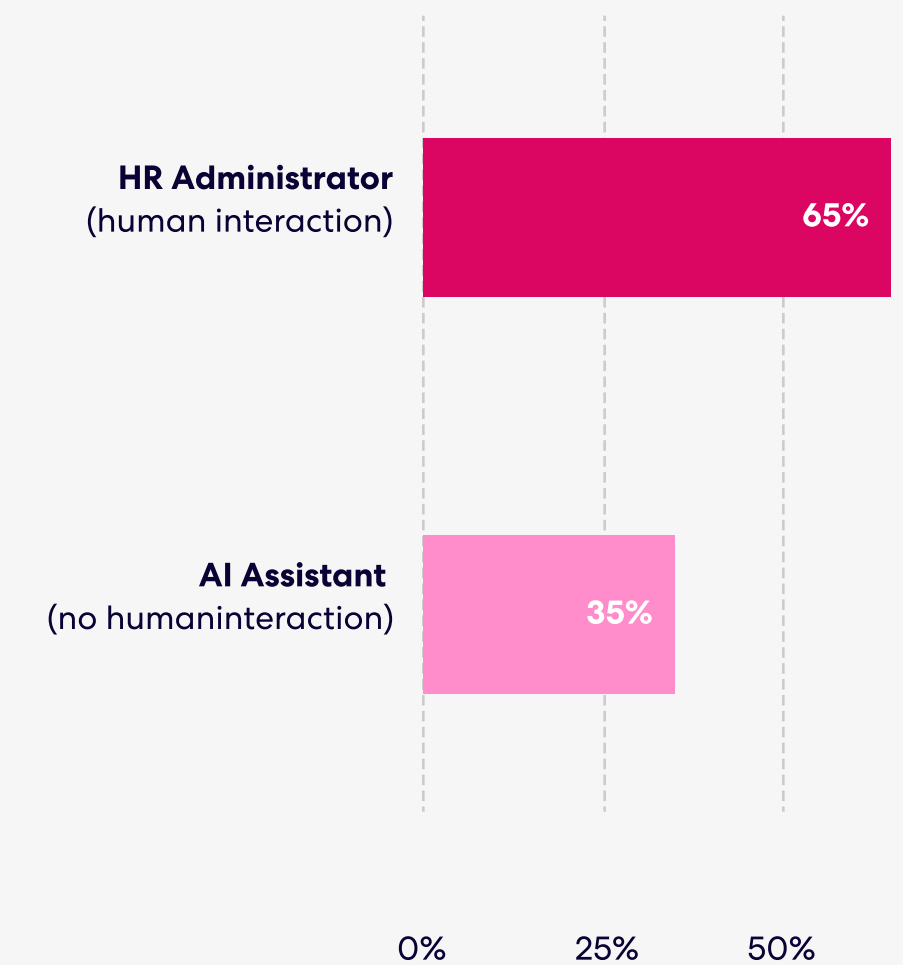 HR Administrator
(human interaction)
65%
AI Assistant
(no humaninteraction)
35%
0%
25%
50%